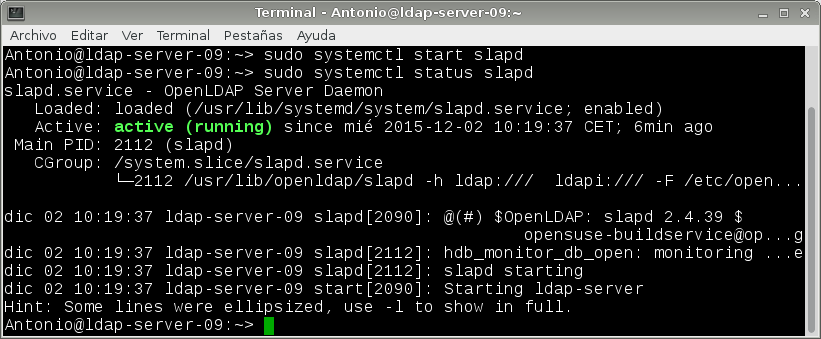 Terminal - Antonio@ldap-server-09:~
Archivo Editar Ver Terminal Pestañas Ayuda
Antonio@ldap-server-09:~> sudo systemctl start slapd
Antonio@ldap-server-09:~> sudo systemctl status slapd
slapd.service - OpenLDAP Server Daemon
   Loaded: loaded (/usr/lib/systemd/system/slapd.service; enabled)
   Active: active (running) since mié 2015-12-02 10:19:37 CET; 6min ago
 Main PID: 2112 (slapd)
   CGroup: /system.slice/slapd.service
           └─2112 /usr/lib/openldap/slapd -h ldap:///  ldapi:/// -F /etc/open...
dic 02 10:19:37 ldap-server-09 slapd[2090]: @(#) $OpenLDAP: slapd 2.4.39 $
                                                    opensuse-buildservice@op...g
dic 02 10:19:37 ldap-server-09 slapd[2112]: hdb_monitor_db_open: monitoring ...e
dic 02 10:19:37 ldap-server-09 slapd[2112]: slapd starting
dic 02 10:19:37 ldap-server-09 start[2090]: Starting ldap-server
Hint: Some lines were ellipsized, use -l to show in full.
Antonio@ldap-server-09:~>